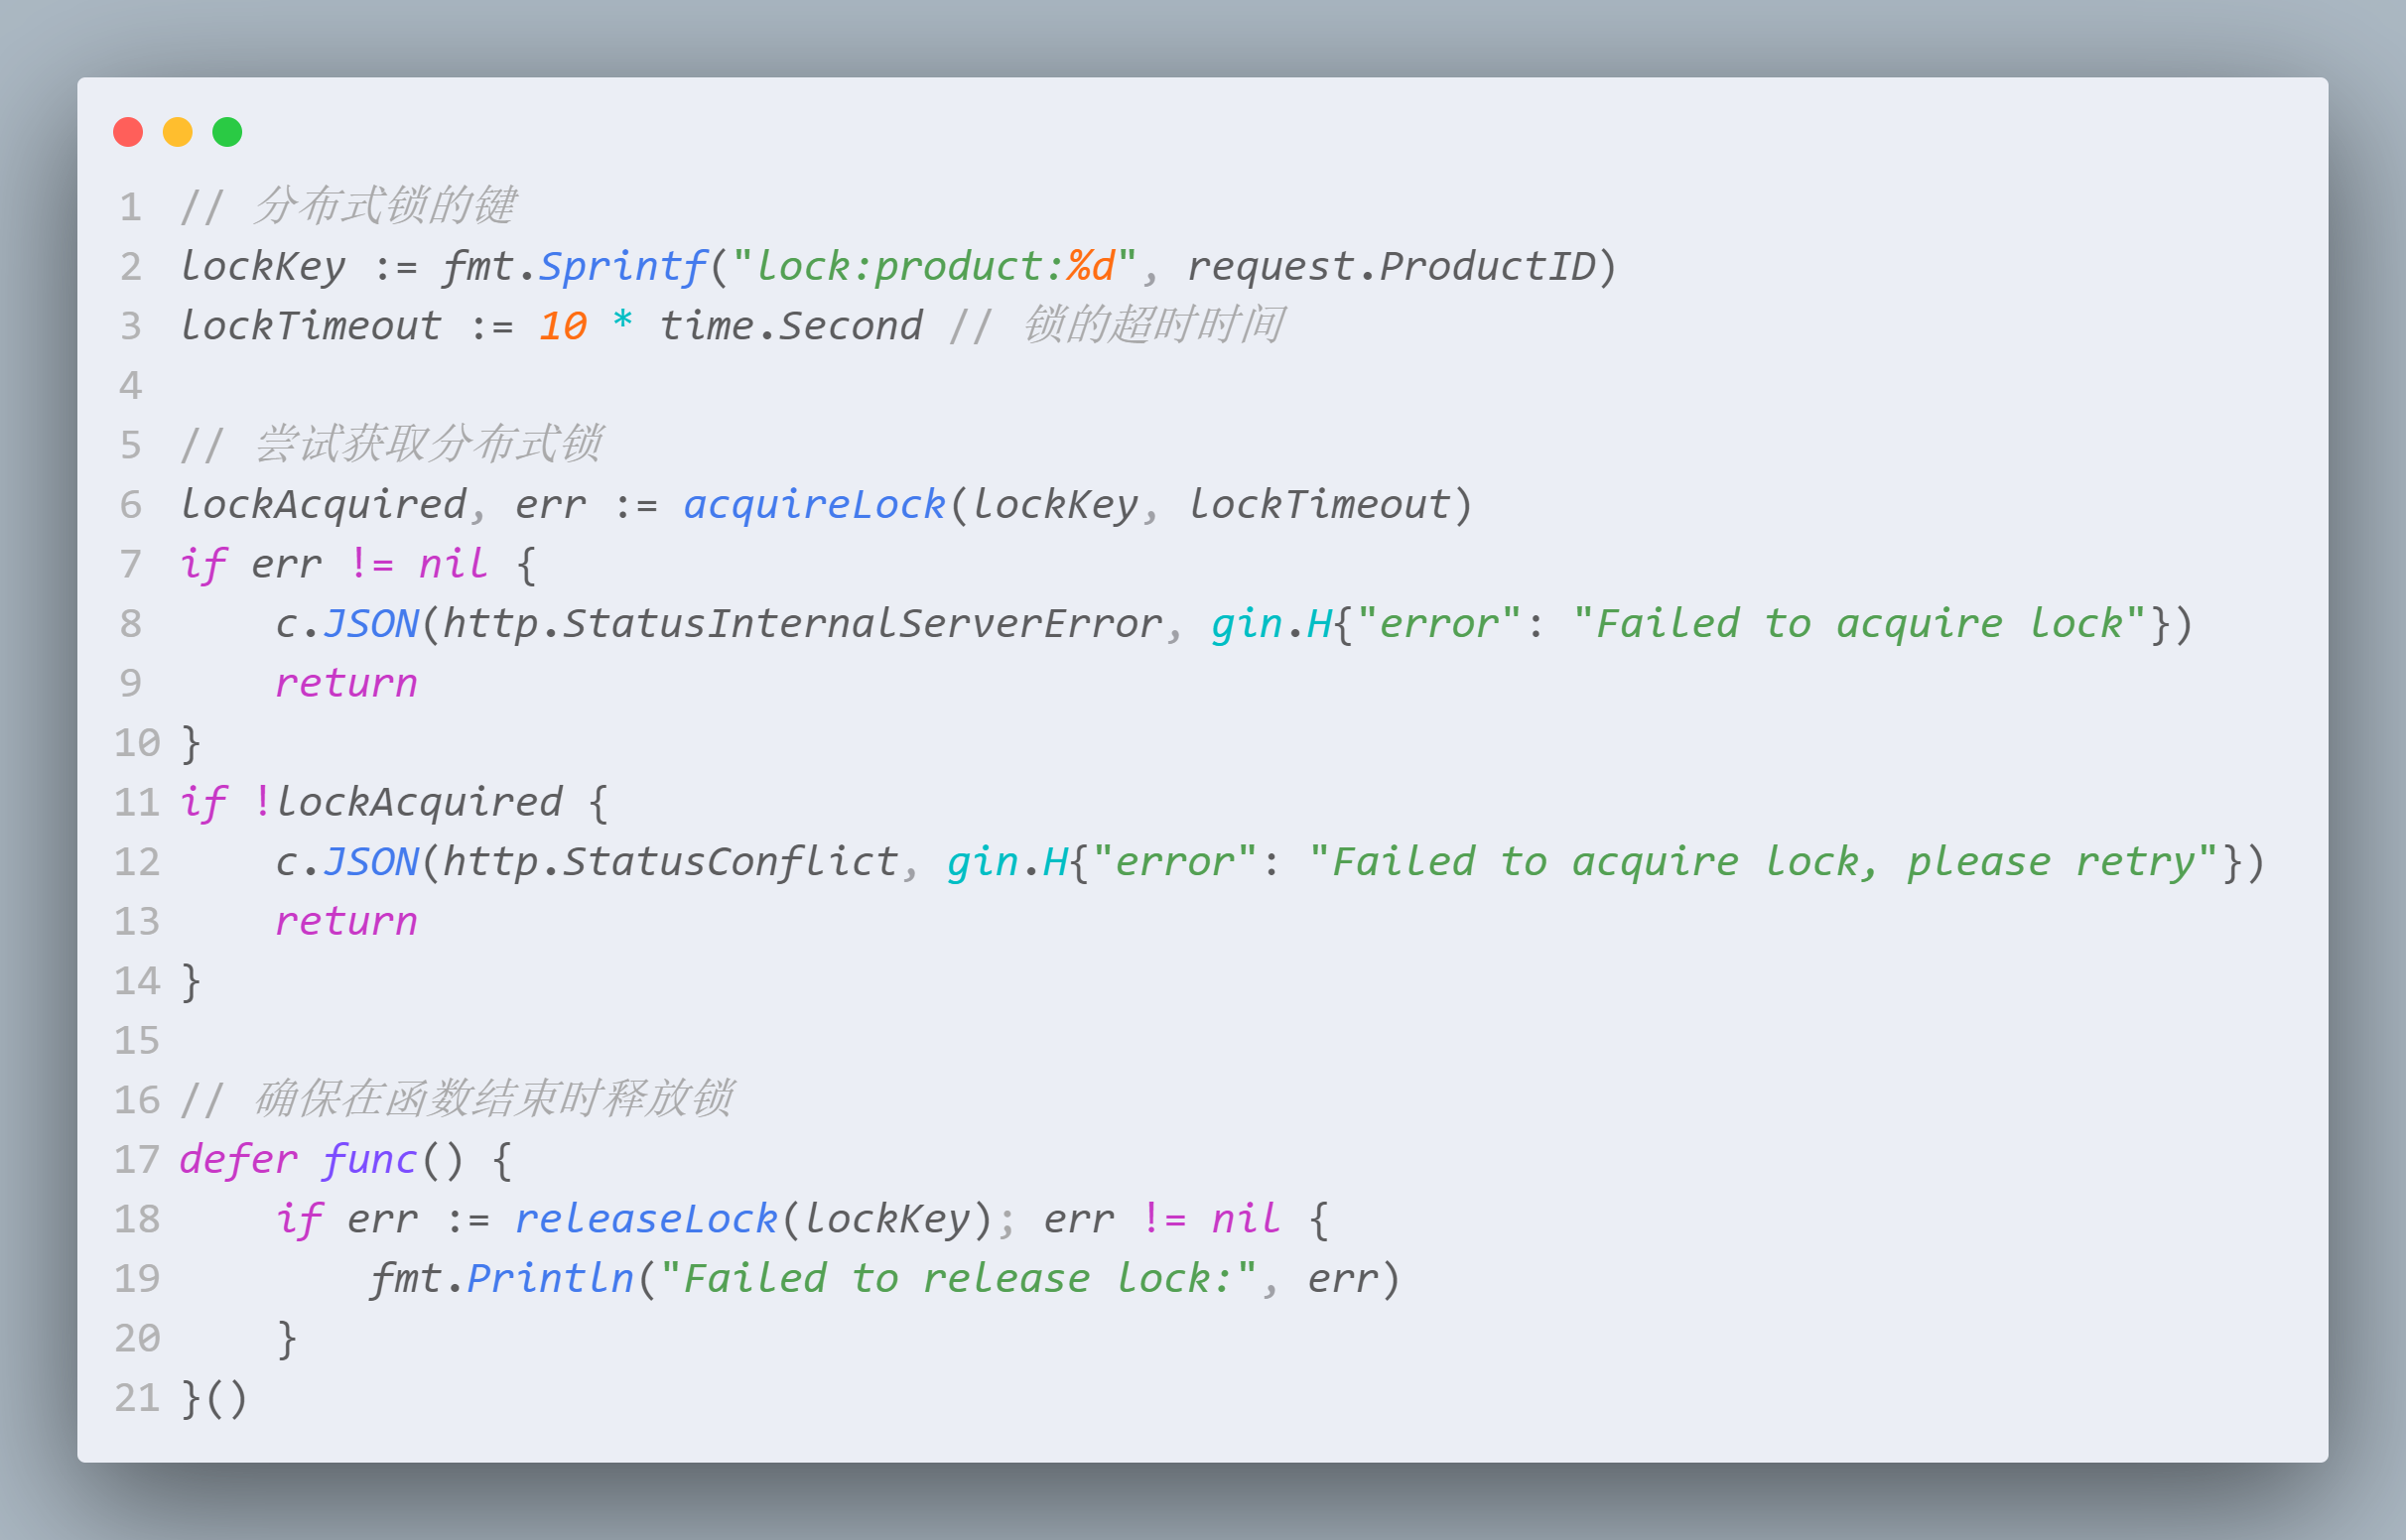 1 // 分布式锁的键
2 lockKey := fmt.Sprintf("lock:product:%d", request.ProductID)
3 lockTimeout := 10 * time.Second // 锁的超时时间
4
5 // 尝试获取分布式锁
6 lockAcquired, err := acquireLock(lockKey, lockTimeout)
7 if err != nil {
8     c.JSON(http.StatusInternalServerError, gin.H{"error": "Failed to acquire lock"})
9     return
10 }
11 if !lockAcquired {
12     c.JSON(http.StatusConflict, gin.H{"error": "Failed to acquire lock, please retry"})
13     return
14 }
15
16 // 确保在函数结束时释放锁
17 defer func() {
18     if err := releaseLock(lockKey); err != nil {
19         fmt.Println("Failed to release lock:", err)
20     }
21 }()